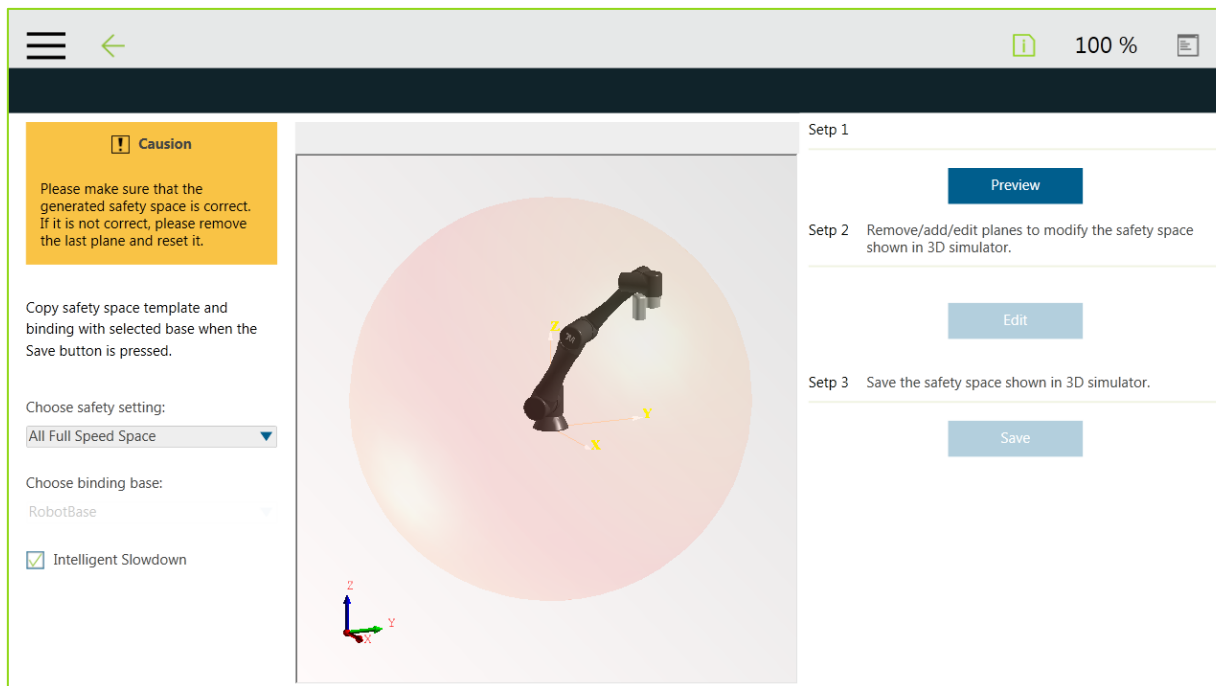 100 %
Causion
Please make sure that the
generated safety space is correct.
If it is not correct, please remove
the last plane and reset it.
Copy safety space template and
binding with selected base when the
Save button is pressed.
Choose safety setting:
All Full Speed Space
Choose binding base:
RobotBase
Intelligent Slowdown
Z
Y
X
TM
Z
Y
X
Setp 1
Preview
Setp 2 Remove/add/edit planes to modify the safety space
shown in 3D simulator.
Edit
Setp 3 Save the safety space shown in 3D simulator.
Save